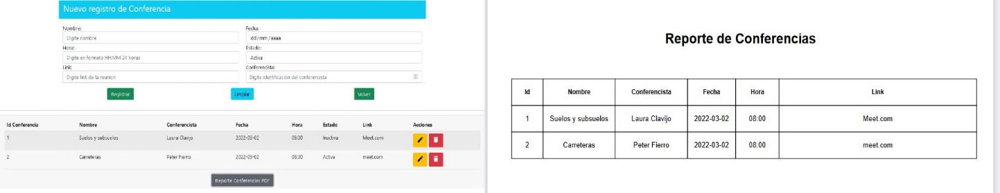 Nuevo registro de Conferencia
Nombre: Fecha:
Digite nombre dd/mm/aaaa
Hora: Estado:
Digite en formato HH:MM 24 horas Activa
Link: Conferencista:
Digite link de la reunion Digite identificación del conferencista
Registrar Limpiar Volver
Id Conferencia Nombre Conferencista Fecha Hora Estado Link Acciones
1 Suelos y subsuelos Laura Clavijo 2022-03-02 08:00 Inactiva Meet.com
2 Carreteras Peter Fierro 2022-03-02 08:00 Activa meet.com
Reporte Conferencias PDF
Reporte de Conferencias
Id Nombre Conferencista Fecha Hora Link
1 Suelos y subsuelos Laura Clavijo 2022-03-02 08:00 Meet.com
2 Carreteras Peter Fierro 2022-03-02 08:00 meet.com